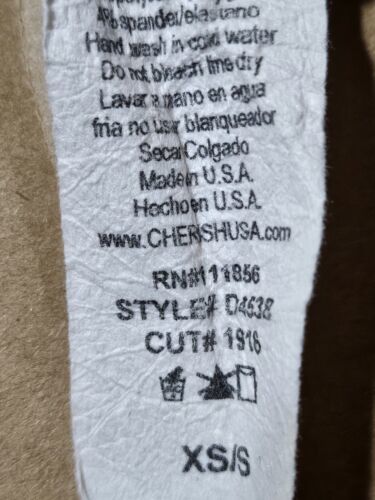 4% spandex/elastano
Hand wash in cold water
Do not bleach line dry
Lavar a mano en agua
fria no usar blanqueador
Secar Colgado
Made in U.S.A.
Hecho en U.S.A.
www.CHERISHUSA.com
RN#111856
STYLE# D4638
CUT# 1916
XS/S